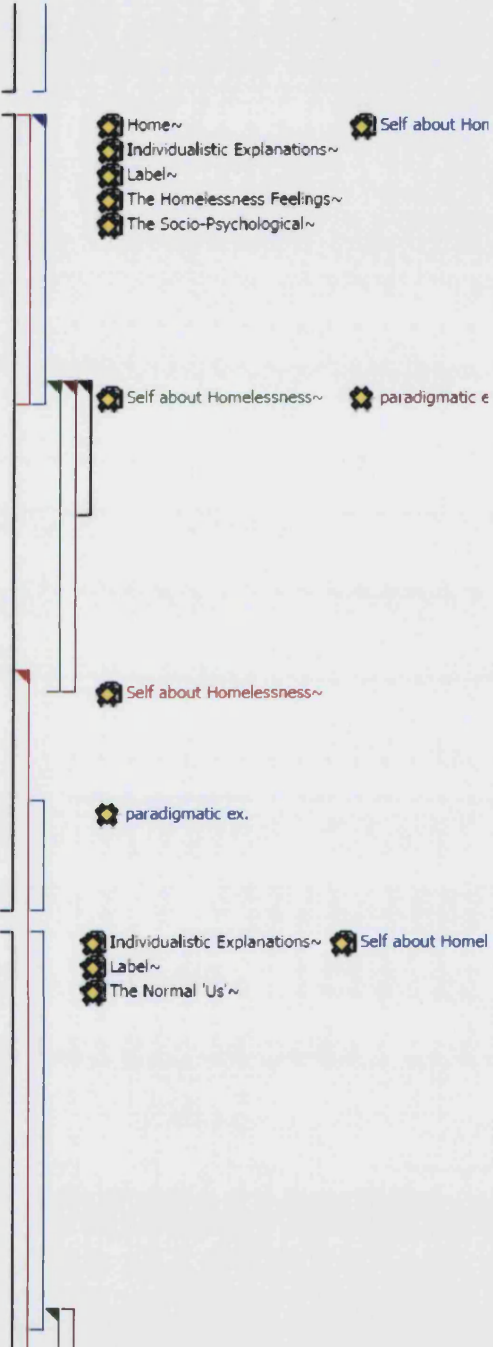 Home~ Self about Hom
Individualistic Explanations~
Label~
The Homelessness Feelings~
The Socio-Psychological~
Self about Homelessness~ paradigmatic e
Self about Homelessness~
paradigmatic ex.
Individualistic Explanations~ Self about Homel
Label~
The Normal 'Us'~